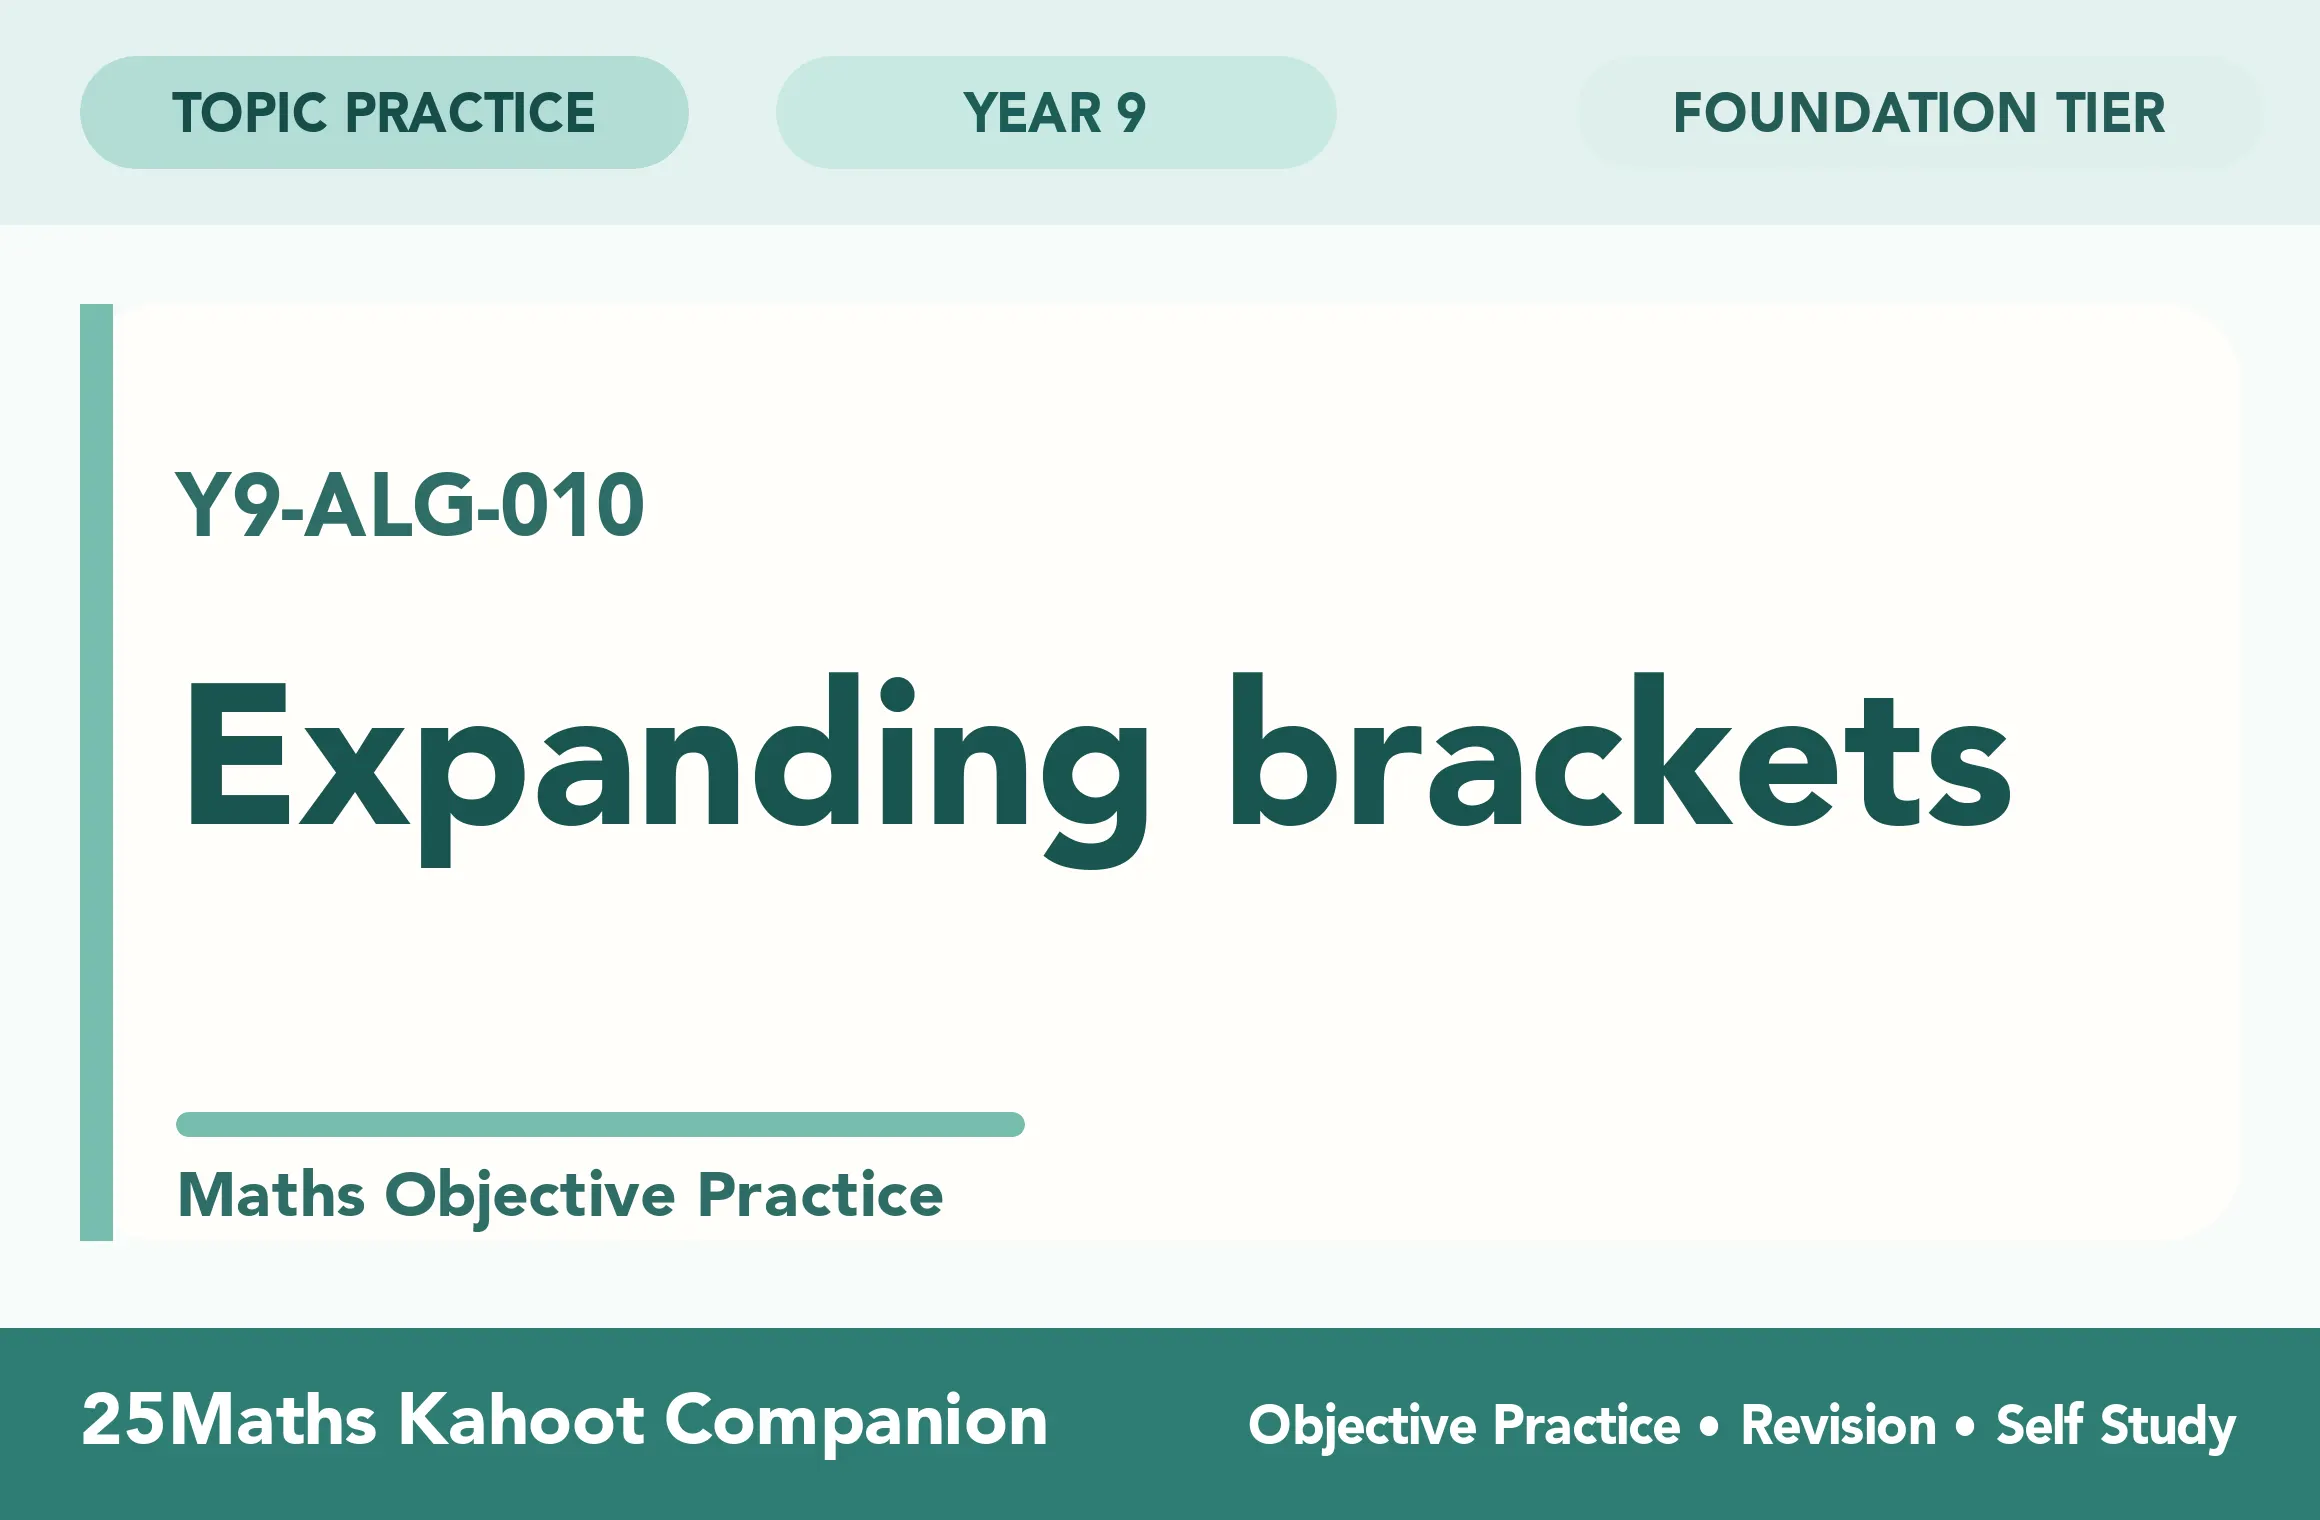 TOPIC PRACTICE
YEAR 9
FOUNDATION TIER
Y9-ALG-010
Expanding brackets
Maths Objective Practice
25Maths Kahoot Companion
Objective Practice • Revision • Self Study